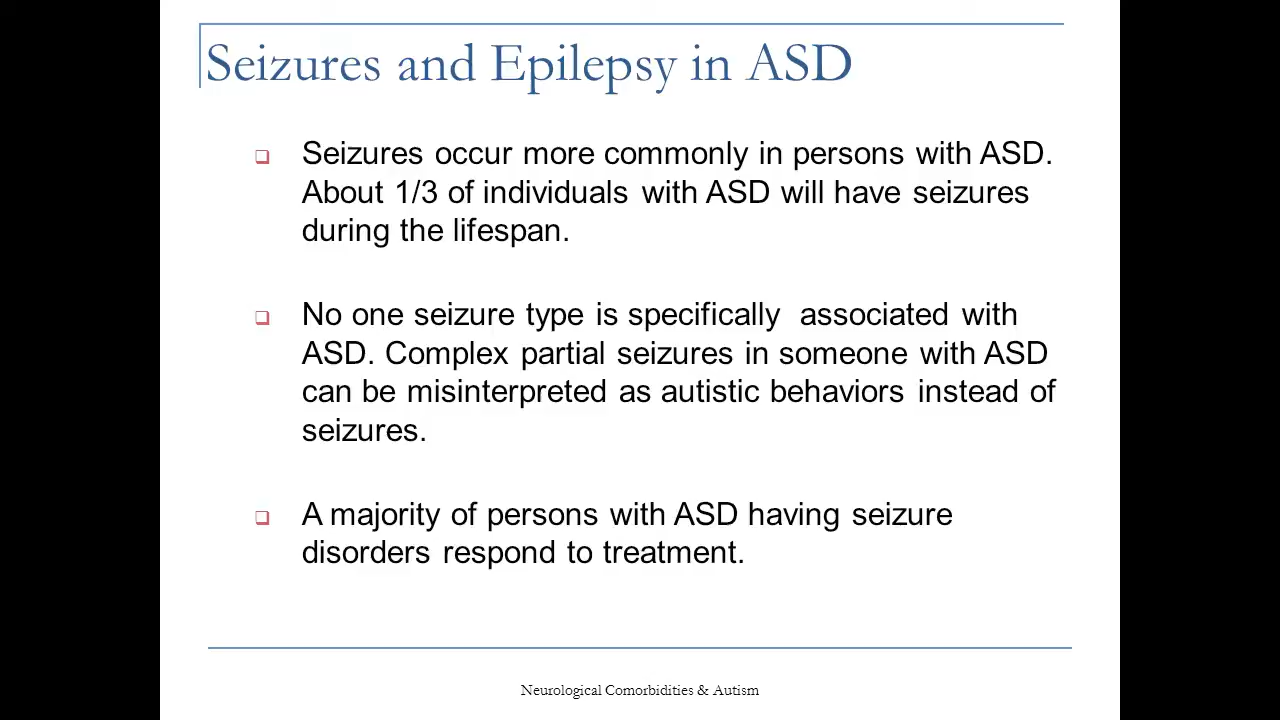 Seizures and Epilepsy in ASD
Seizures occur more commonly in persons with ASD.
About 1/3 of individuals with ASD will have seizures
during the lifespan.
No one seizure type is specifically  associated with
ASD. Complex partial seizures in someone with ASD
can be misinterpreted as autistic behaviors instead of
seizures.
A majority of persons with ASD having seizure
disorders respond to treatment.
Neurological Comorbidities & Autism